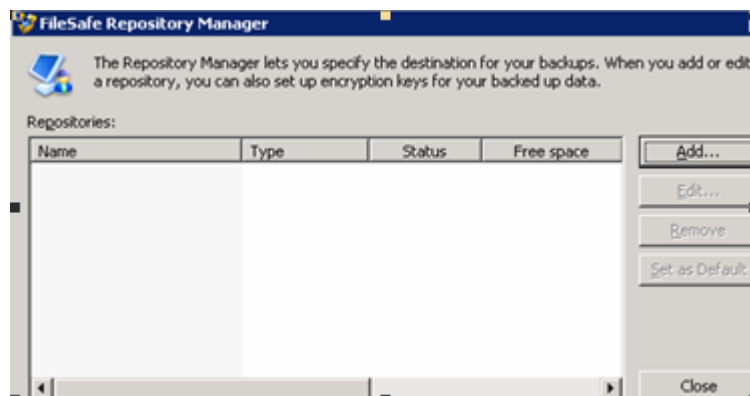 FileSafe Repository Manager
The Repository Manager lets you specify the destination for your backups. When you add or edit
a repository, you can also set up encryption keys for your backed up data.
Repositories:
Name Type Status Free space
Add...
Edit...
Remove
Set as Default
Close